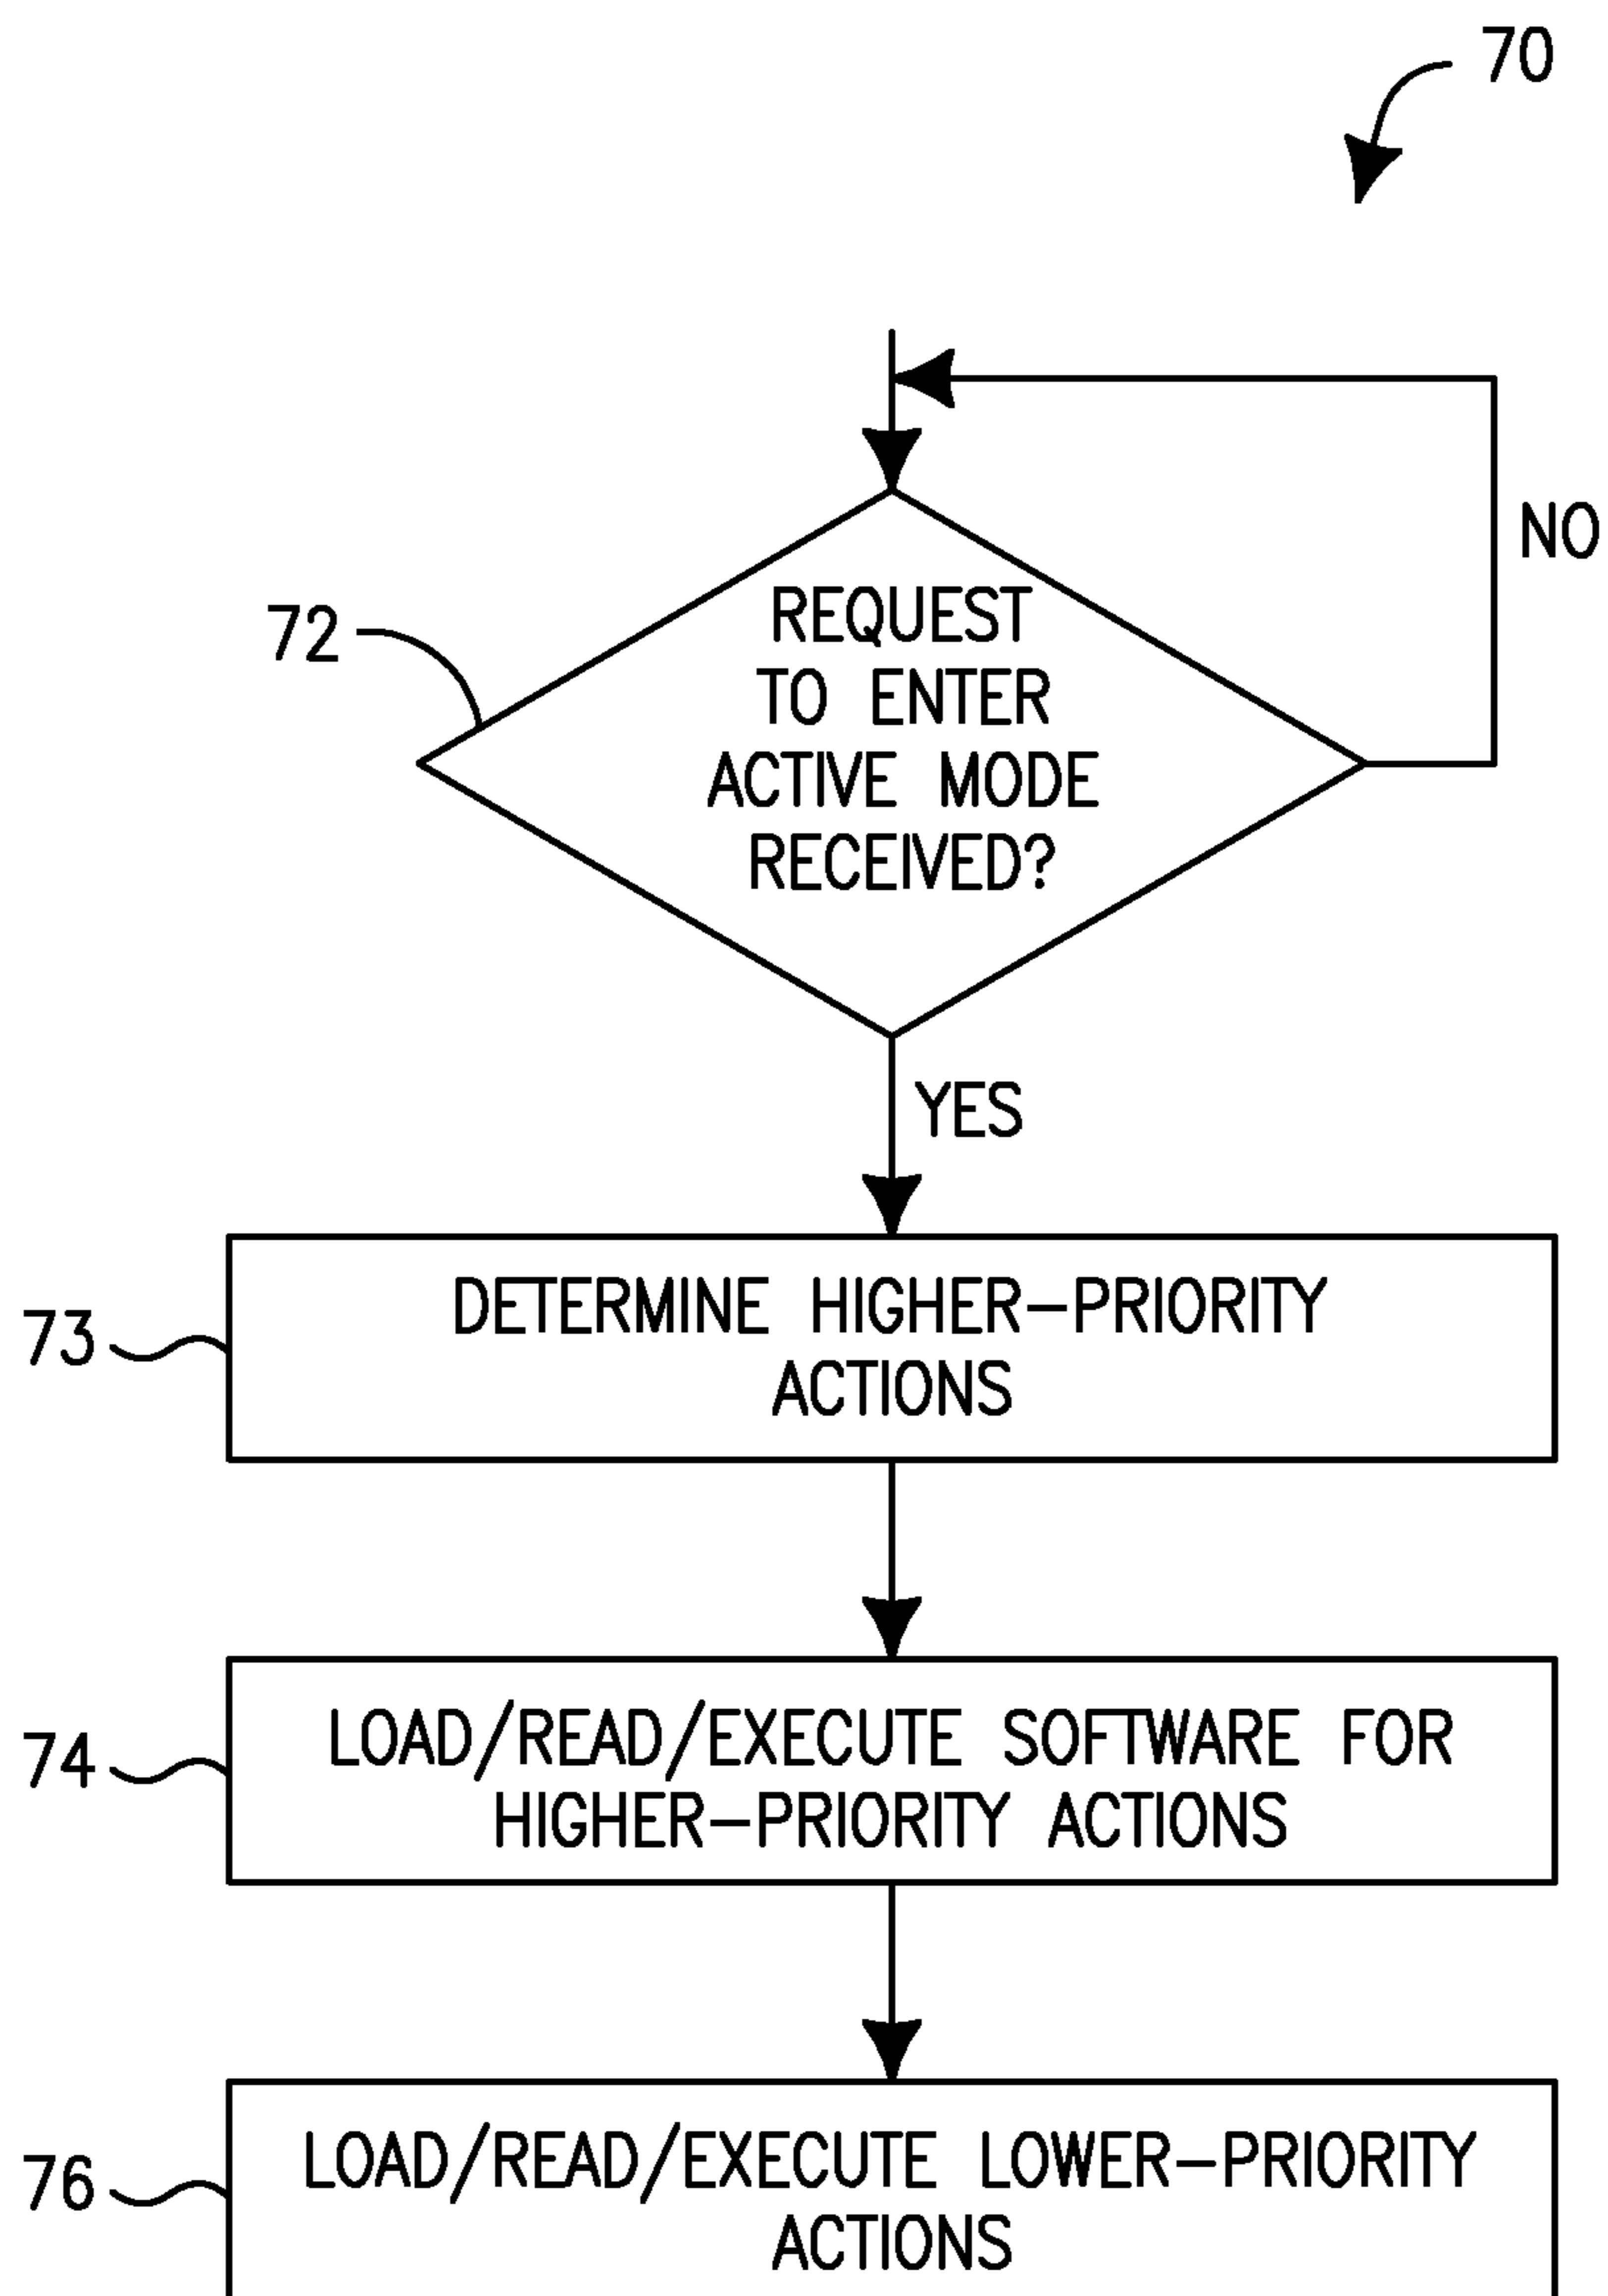 70
NO
72
REQUEST
TO ENTER
ACTIVE MODE
RECEIVED?
YES
73
DETERMINE HIGHER–PRIORITY
ACTIONS
74
LOAD/READ/EXECUTE SOFTWARE FOR
HIGHER–PRIORITY ACTIONS
76
LOAD/READ/EXECUTE LOWER–PRIORITY
ACTIONS